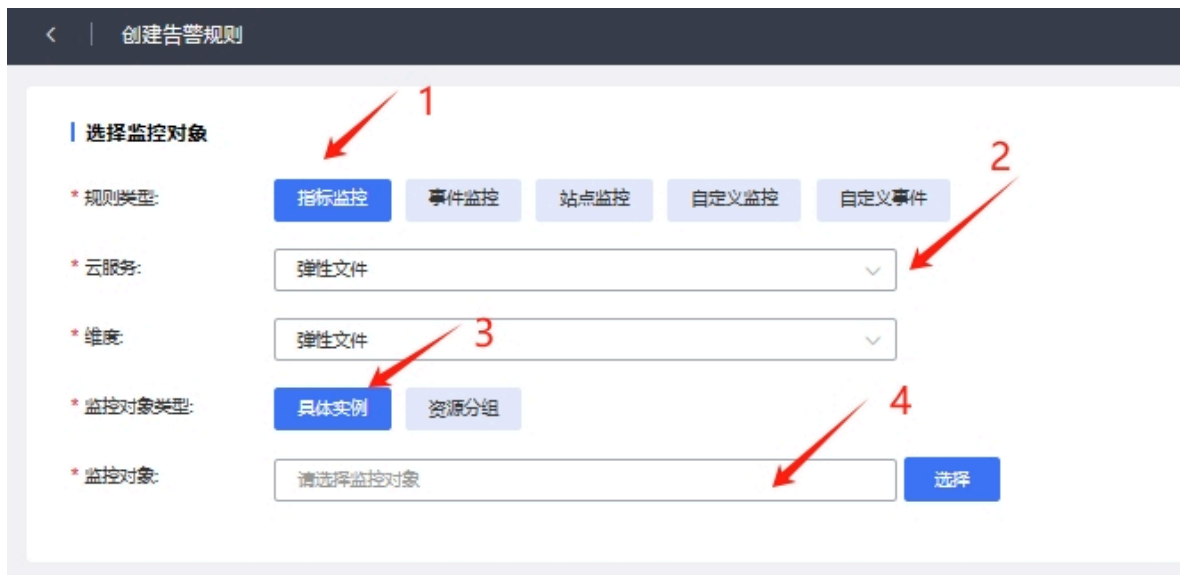 创建告警规则
1
选择监控对象
2
* 规则类型: 指标监控 事件监控 站点监控 自定义监控 自定义事件
* 云服务: 弹性文件
* 维度: 弹性文件
3
* 监控对象类型: 具体实例 资源分组
4
* 监控对象: 请选择监控对象 选择